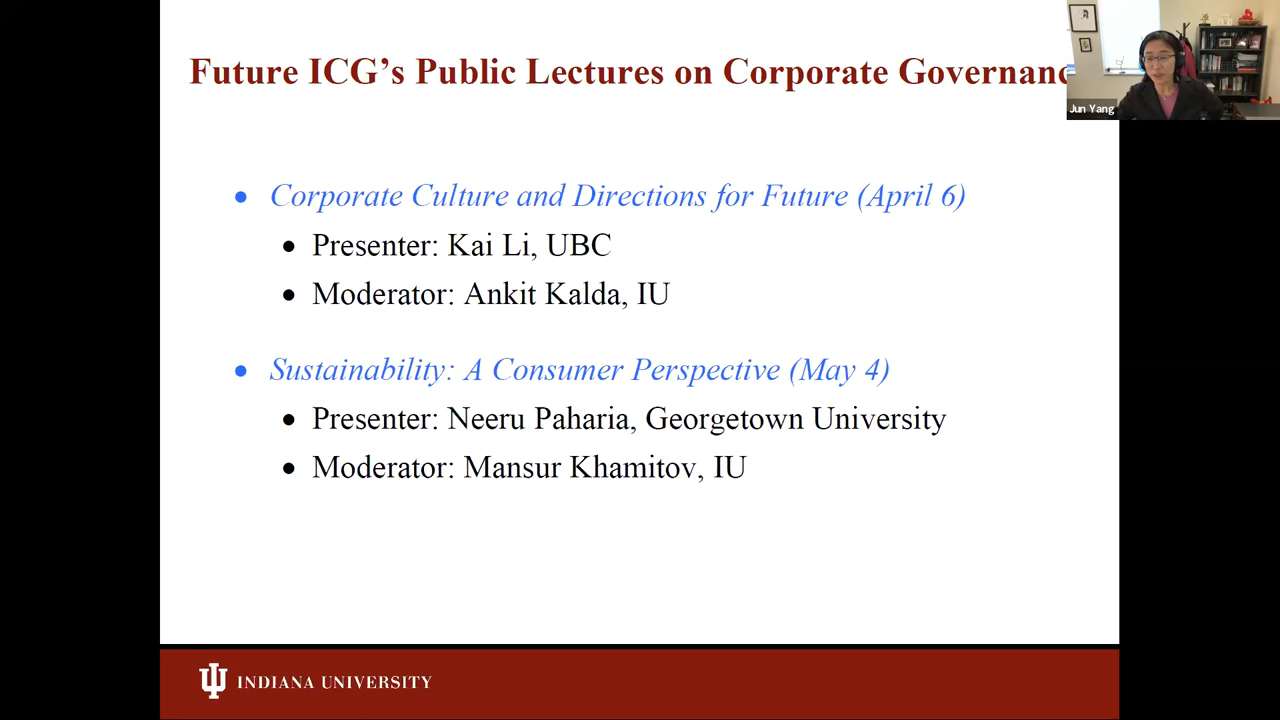 Future ICG's Public Lectures on Corporate Governanc
Jun Yang
• Corporate Culture and Directions for Future (April 6)
• Presenter: Kai Li, UBC
• Moderator: Ankit Kalda, IU
• Sustainability: A Consumer Perspective (May 4)
• Presenter: Neeru Paharia, Georgetown University
• Moderator: Mansur Khamitov, IU
INDIANA UNIVERSITY